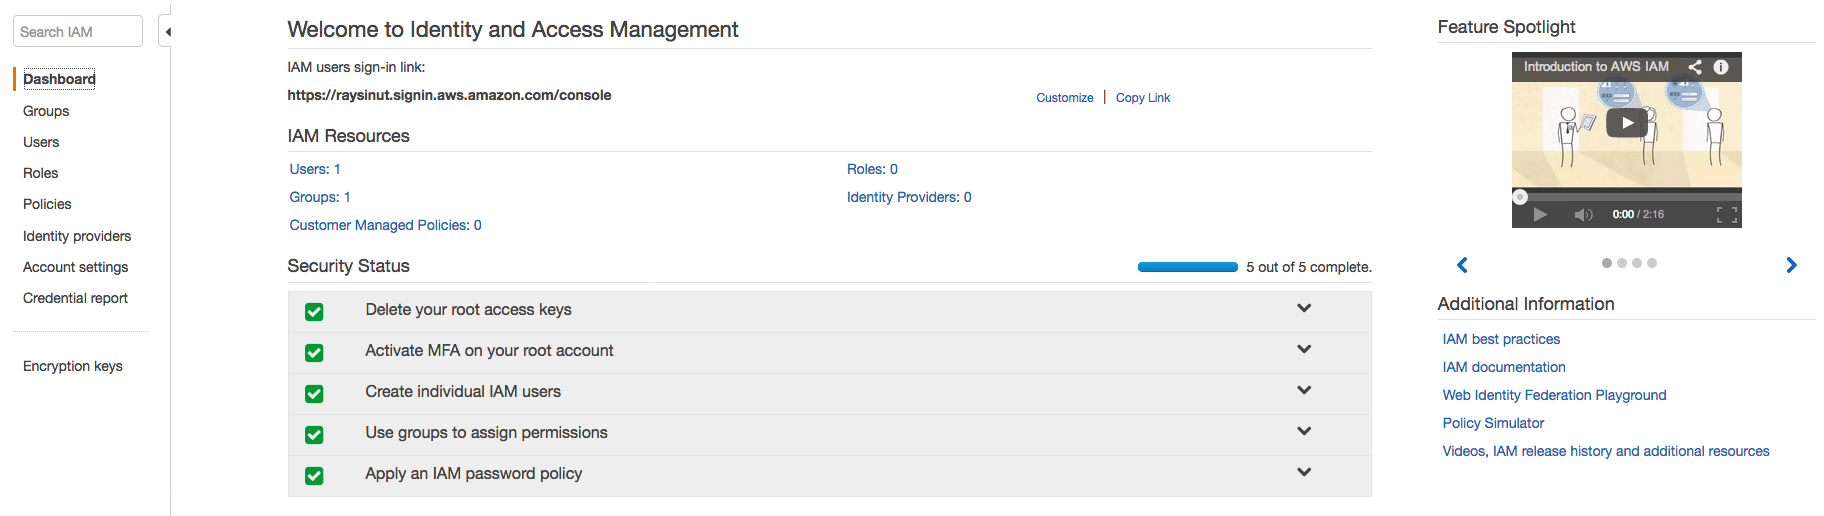 Search IAM
Dashboard
Groups
Users
Roles
Policies
Identity providers
Account settings
Credential report
Encryption keys
Welcome to Identity and Access Management
IAM users sign-in link:
https://raysinut.signin.aws.amazon.com/console
Customize | Copy Link
IAM Resources
Users: 1
Roles: 0
Groups: 1
Identity Providers: 0
Customer Managed Policies: 0
Security Status
5 out of 5 complete.
Delete your root access keys
Activate MFA on your root account
Create individual IAM users
Use groups to assign permissions
Apply an IAM password policy
Feature Spotlight
Introduction to AWS IAM
0:00 / 2:16
Additional Information
IAM best practices
IAM documentation
Web Identity Federation Playground
Policy Simulator
Videos, IAM release history and additional resources